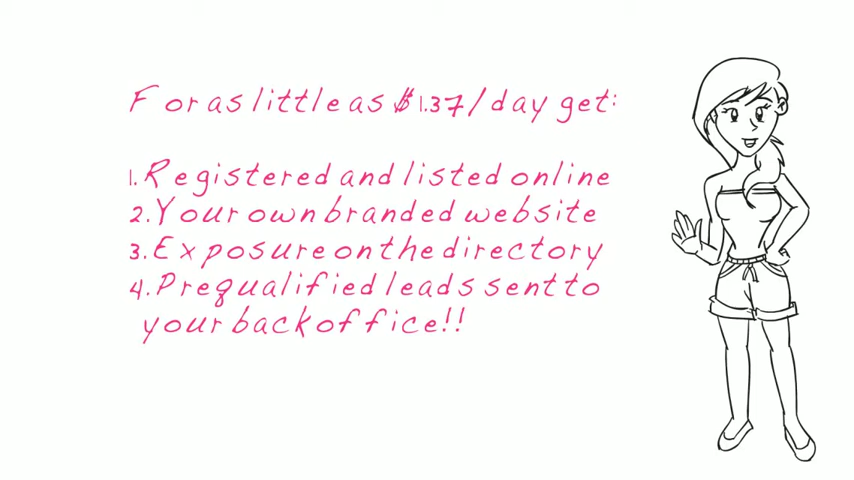 For as little as $1.37/day get:
1. Registered and listed online
2. Your own branded website
3. Exposure on the directory
4. Prequalified leads sent to
your back office!!